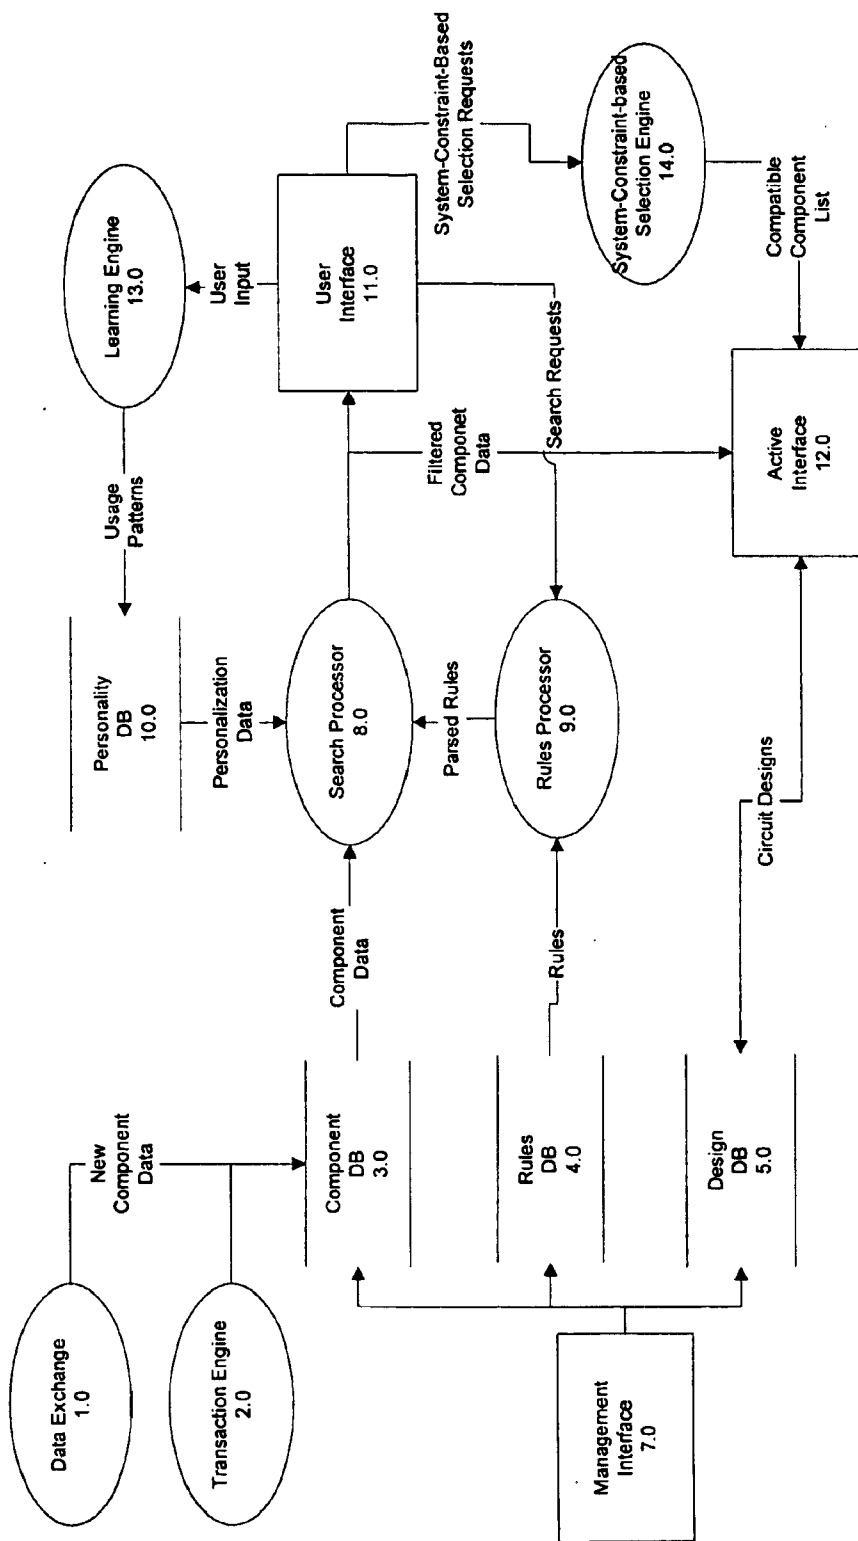 Data Exchange
1.0
Transaction Engine
2.0
New
Component
Data
Component
DB
3.0
Rules
DB
4.0
Design
DB
5.0
Management
Interface
7.0
Component
Data
Rules
Circuit Designs
Personality
DB
10.0
Personalization
Data
Search Processor
8.0
Parsed Rules
Rules Processor
9.0
Usage
Patterns
Learning Engine
13.0
User
Input
User
Interface
11.0
Filtered
Componet
Data
Search Requests
System-Constraint-Based
Selection Requests
System-Constraint-based
Selection Engine
14.0
Compatible
Component
List
Active
Interface
12.0